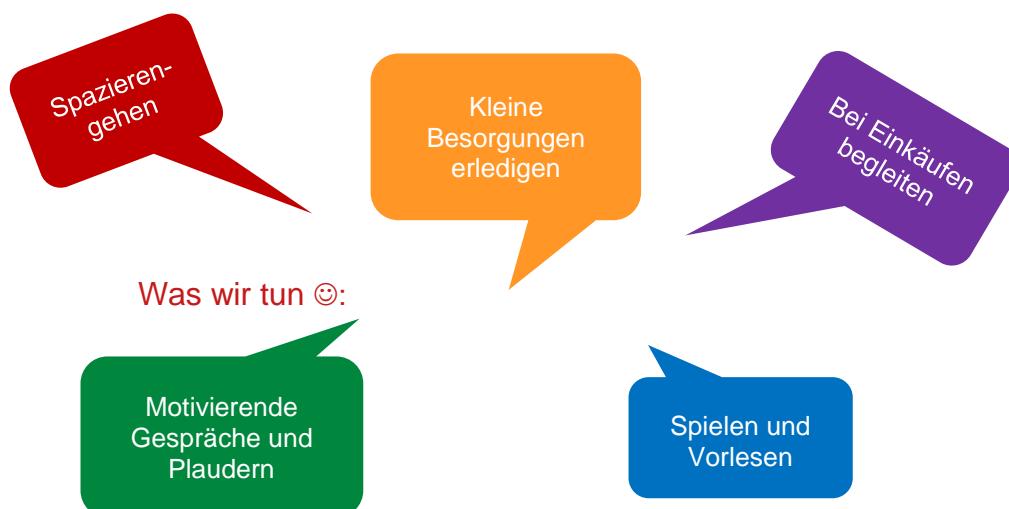 Spazieren-
gehen
Kleine
Besorgungen
erledigen
Bei Einkäufen
begleiten
Was wir tun ☺:
Motivierende
Gespräche und
Plaudern
Spielen und
Vorlesen